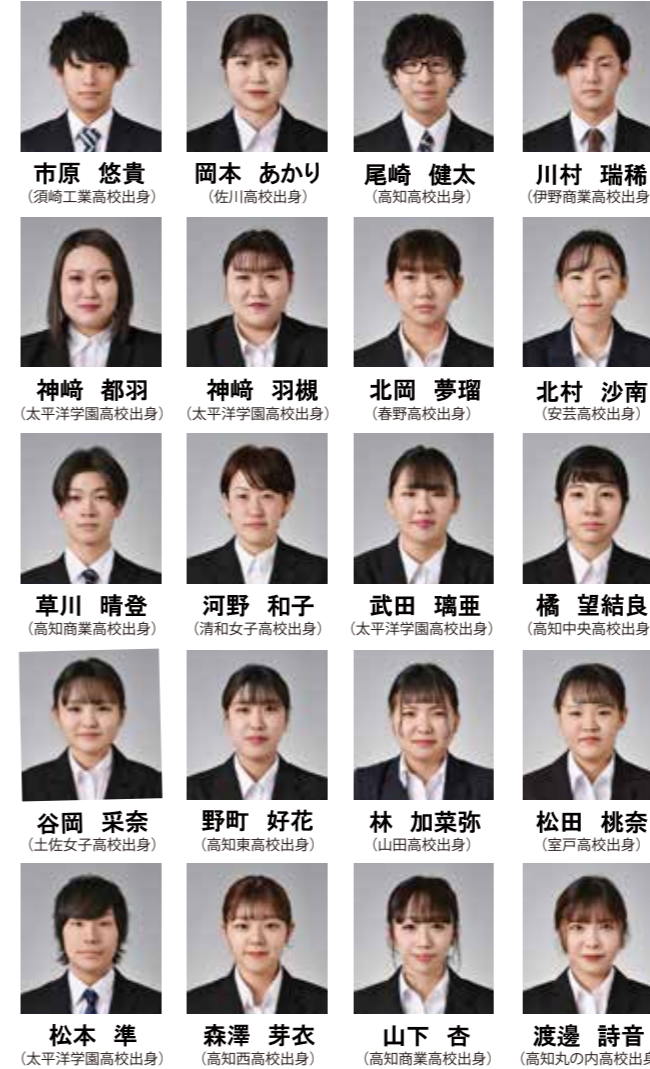 市原 悠貴
（須崎工業高校出身）
岡本 あかり
（佐川高校出身）
尾崎 健太
（高知高校出身）
川村 瑞稀
（伊野商業高校出身
神﨑 都羽
（太平洋学園高校出身）
神﨑 羽槻
（太平洋学園高校出身）
北岡 夢瑠
（春野高校出身）
北村 沙南
（安芸高校出身）
草川 晴登
（高知商業高校出身）
河野 和子
（清和女子高校出身）
武田 璃亜
（太平洋学園高校出身）
橘 望結良
（高知中央高校出身
谷岡 采奈
（土佐女子高校出身）
野町 好花
（高知東高校出身）
林 加菜弥
（山田高校出身）
松田 桃奈
（室戸高校出身）
松本 準
（太平洋学園高校出身）
森澤 芽衣
（高知西高校出身）
山下 杏
（高知商業高校出身）
渡邊 詩音
（高知丸の内高校出身